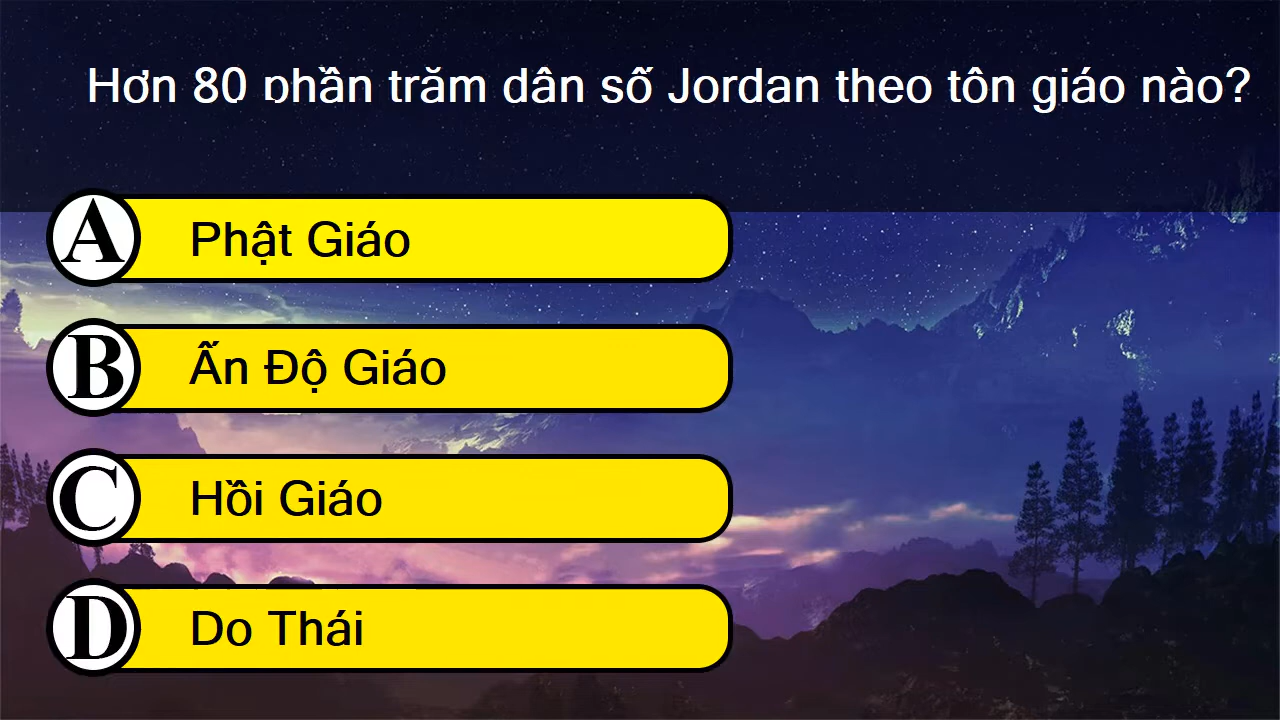 Hơn 80 phần trăm dân số Jordan theo tôn giáo nào?
A Phật Giáo
B Ấn Độ Giáo
C Hồi Giáo
D Do Thái